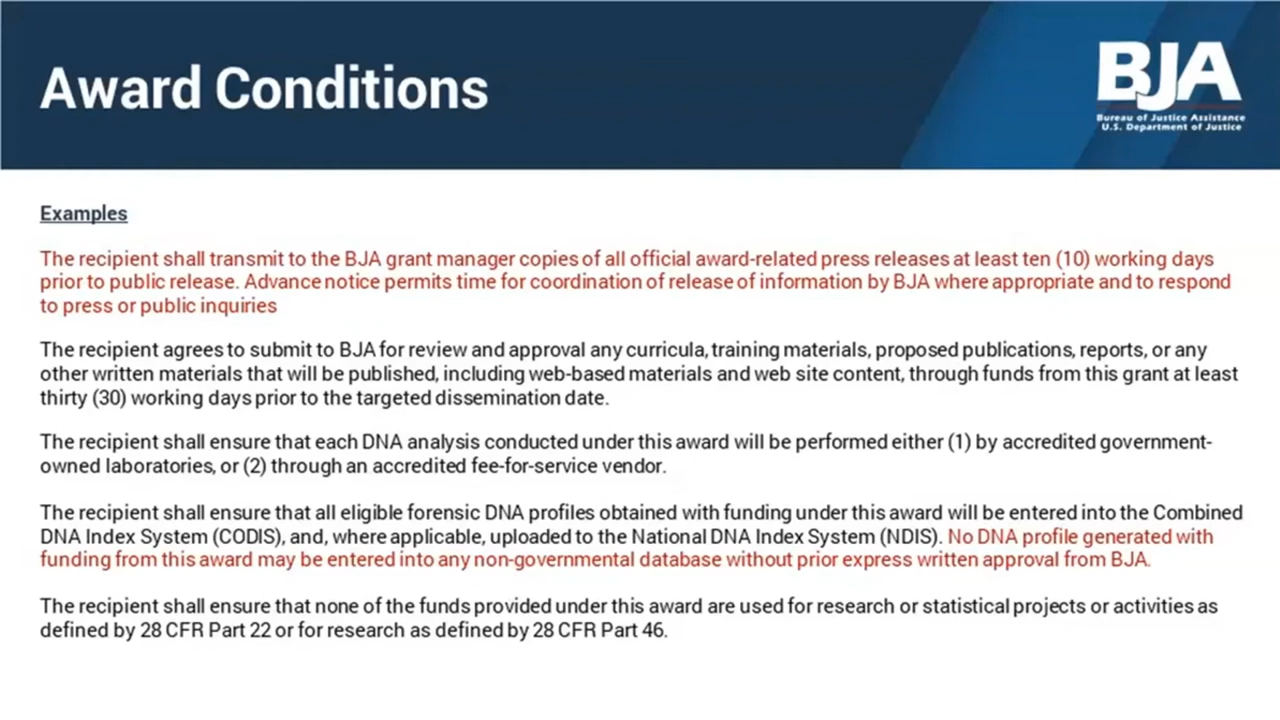 Award Conditions
BJA
Bureau of Justice Assistance
U.S. Department of Justice
Examples
The recipient shall transmit to the BJA grant manager copies of all official award-related press releases at least ten (10) working days
prior to public release. Advance notice permits time for coordination of release of information by BJA where appropriate and to respond
to press or public inquiries
The recipient agrees to submit to BJA for review and approval any curricula, training materials, proposed publications, reports, or any
other written materials that will be published, including web-based materials and web site content, through funds from this grant at least
thirty (30) working days prior to the targeted dissemination date.
The recipient shall ensure that each DNA analysis conducted under this award will be performed either (1) by accredited government-
owned laboratories, or (2) through an accredited fee-for-service vendor.
The recipient shall ensure that all eligible forensic DNA profiles obtained with funding under this award will be entered into the Combined
DNA Index System (CODIS), and, where applicable, uploaded to the National DNA Index System (NDIS). No DNA profile generated with
funding from this award may be entered into any non-governmental database without prior express written approval from BJA.
The recipient shall ensure that none of the funds provided under this award are used for research or statistical projects or activities as
defined by 28 CFR Part 22 or for research as defined by 28 CFR Part 46.